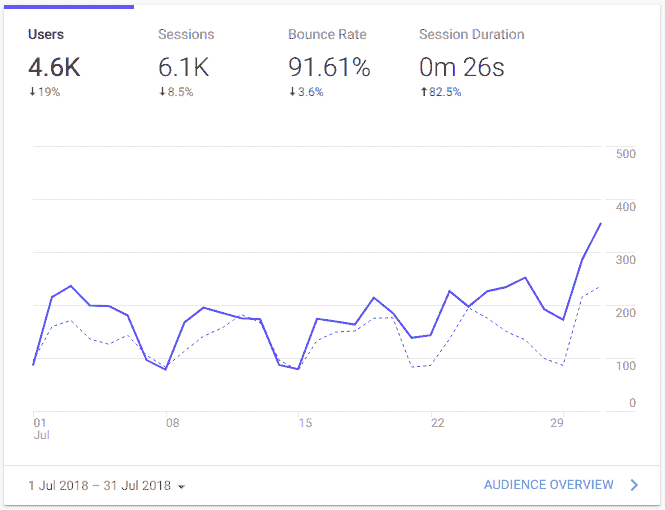 Users Sessions Bounce Rate Session Duration
4.6K 6.1K 91.61% 0m 26s
↓19% ↓8.5% ↓3.6% ↑82.5%
500
400
300
200
100
0
01 08 15 22 29
Jul
1 Jul 2018 – 31 Jul 2018 AUDIENCE OVERVIEW